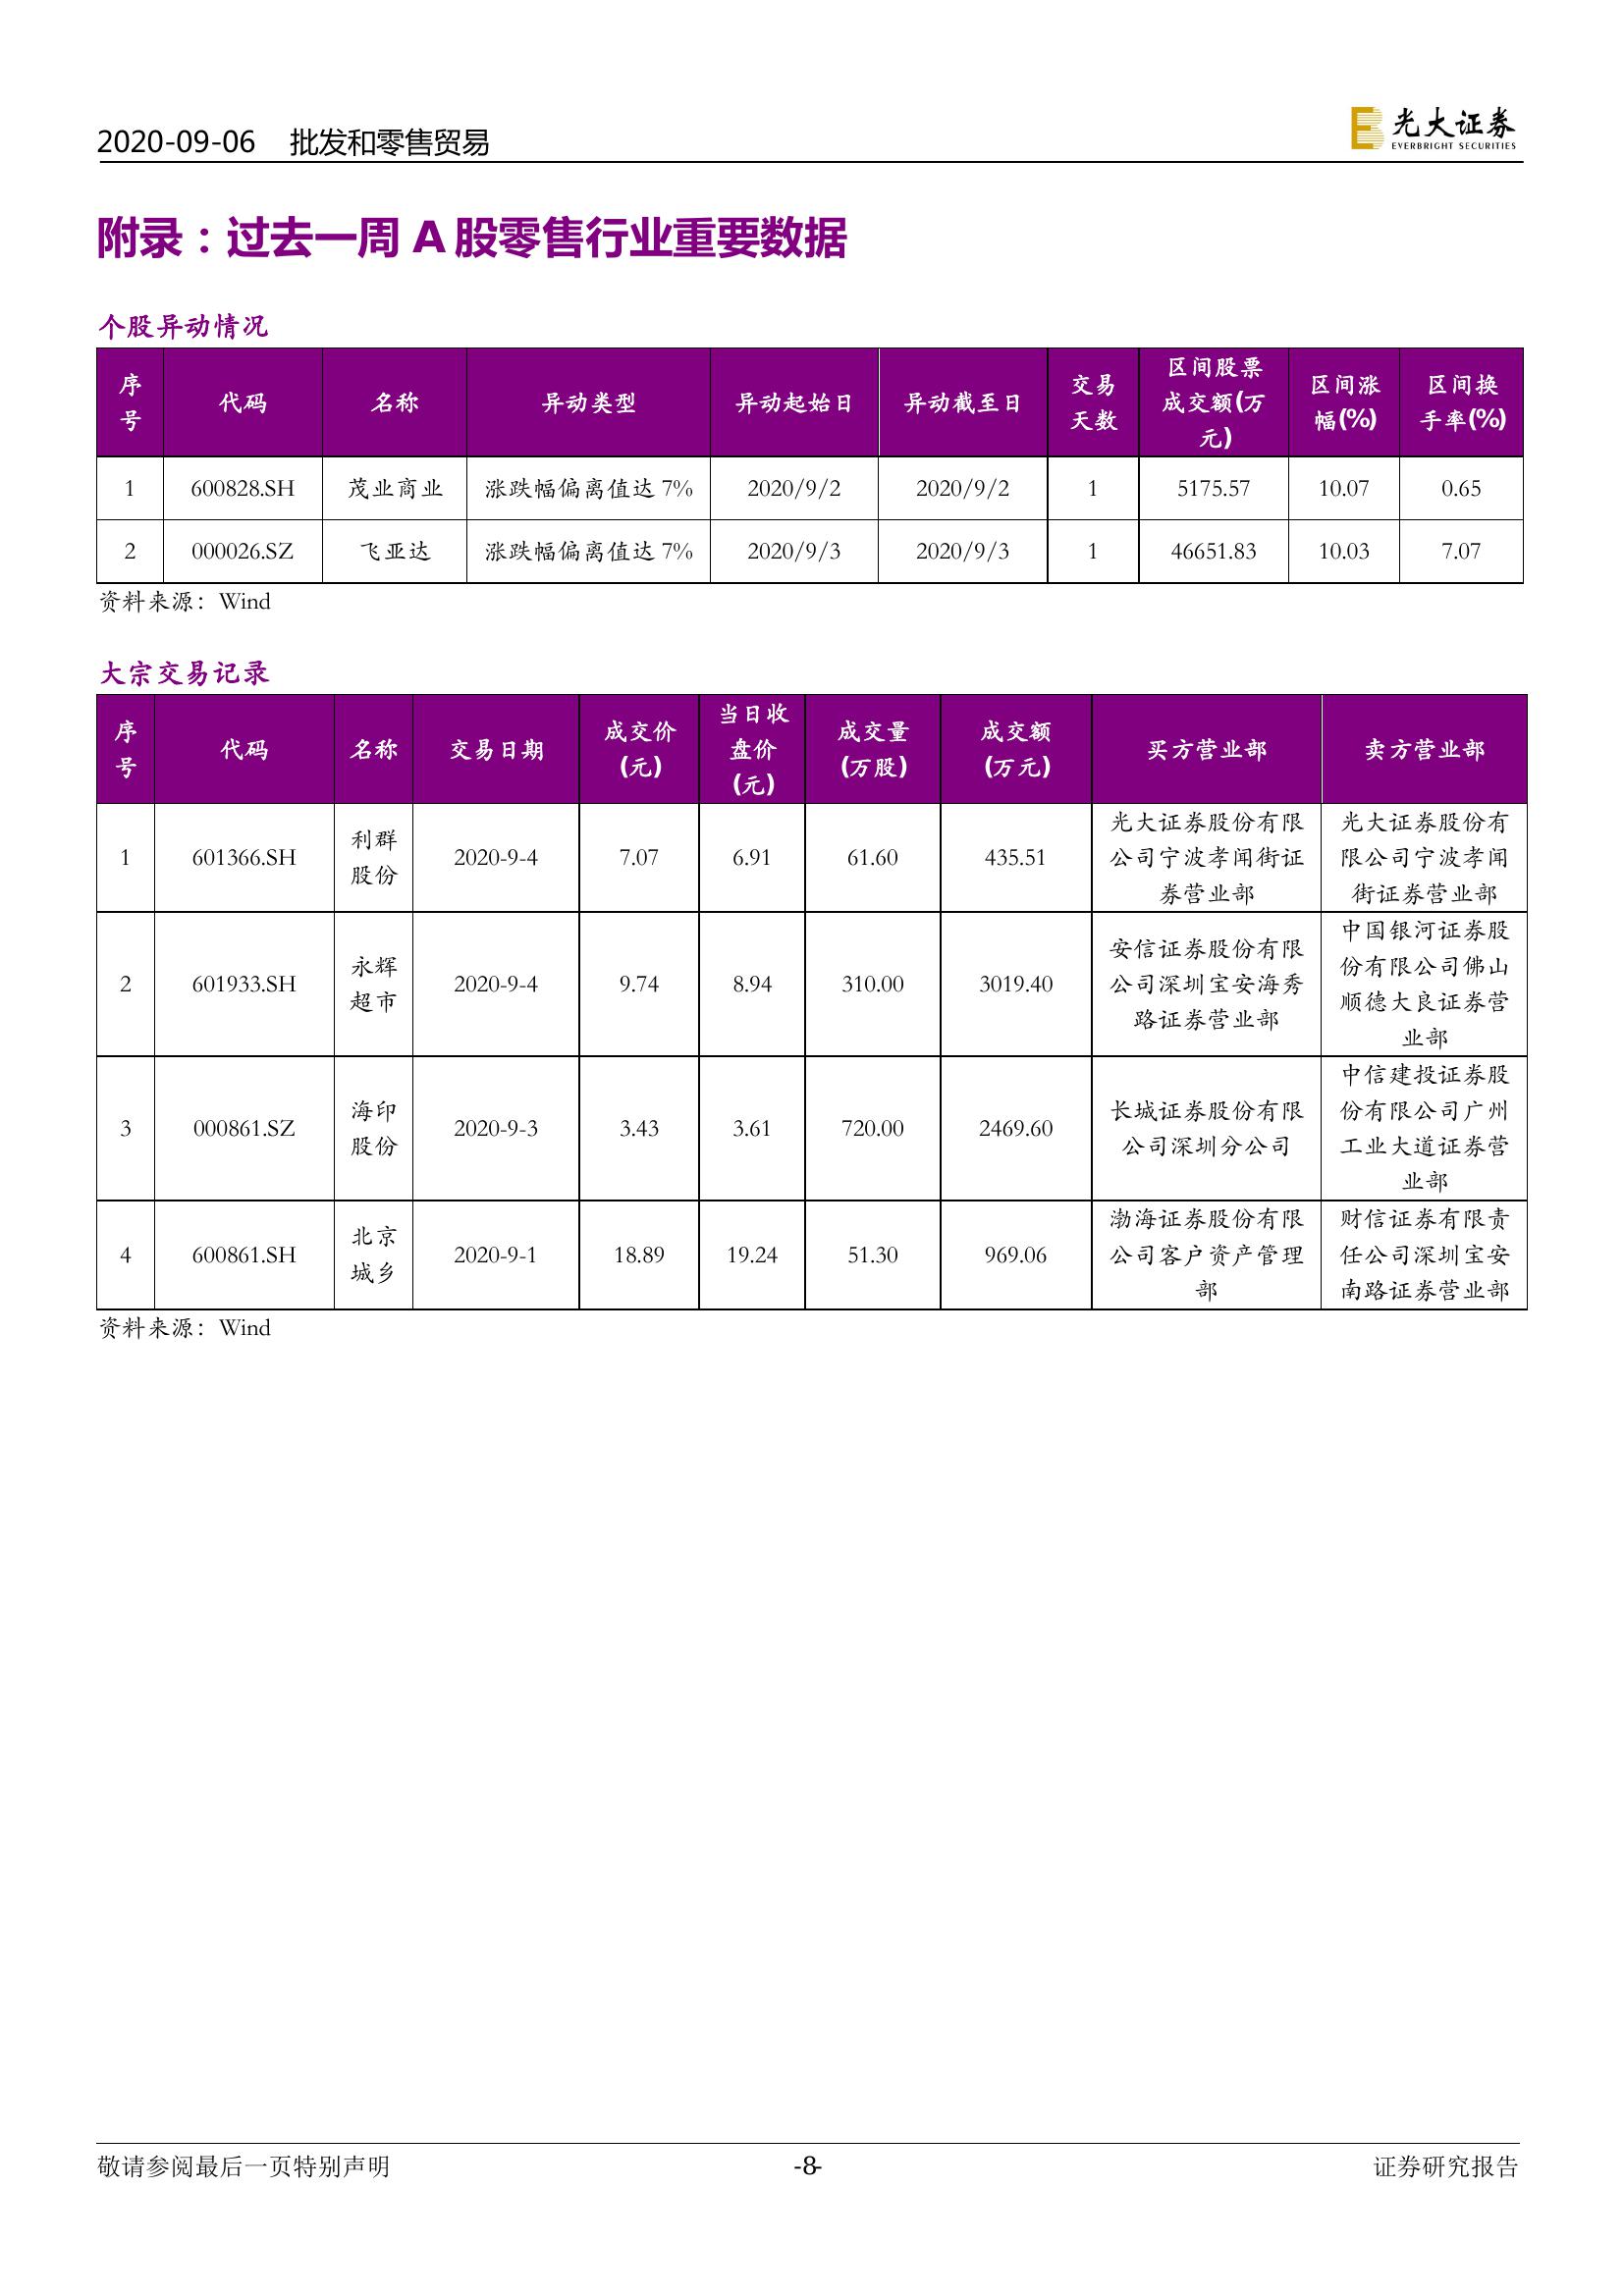 2020-09-06 批发和零售贸易
光大证券
EVERBRIGHT SECURITIES
附录：过去一周 A 股零售行业重要数据
个股异动情况
序号 代码 名称 异动类型 异动起始日 异动截至日 交易天数 区间股票成交额(万元) 区间涨幅(%) 区间换手率(%)
1 600828.SH 茂业商业 涨跌幅偏离值达 7% 2020/9/2 2020/9/2 1 5175.57 10.07 0.65
2 000026.SZ 飞亚达 涨跌幅偏离值达 7% 2020/9/3 2020/9/3 1 46651.83 10.03 7.07
资料来源：Wind
大宗交易记录
序号 代码 名称 交易日期 成交价(元) 当日收盘价(元) 成交量(万股) 成交额(万元) 买方营业部 卖方营业部
1 601366.SH 利群股份 2020-9-4 7.07 6.91 61.60 435.51 光大证券股份有限公司宁波孝闻街证券营业部 光大证券股份有限公司宁波孝闻街证券营业部
2 601933.SH 永辉超市 2020-9-4 9.74 8.94 310.00 3019.40 安信证券股份有限公司深圳宝安海秀路证券营业部 中国银河证券股份有限公司佛山顺德大良证券营业部
3 000861.SZ 海印股份 2020-9-3 3.43 3.61 720.00 2469.60 长城证券股份有限公司深圳分公司 中信建投证券股份有限公司广州工业大道证券营业部
4 600861.SH 北京城乡 2020-9-1 18.89 19.24 51.30 969.06 渤海证券股份有限公司客户资产管理部 财信证券有限责任公司深圳宝安南路证券营业部
资料来源：Wind
敬请参阅最后一页特别声明 -8- 证券研究报告